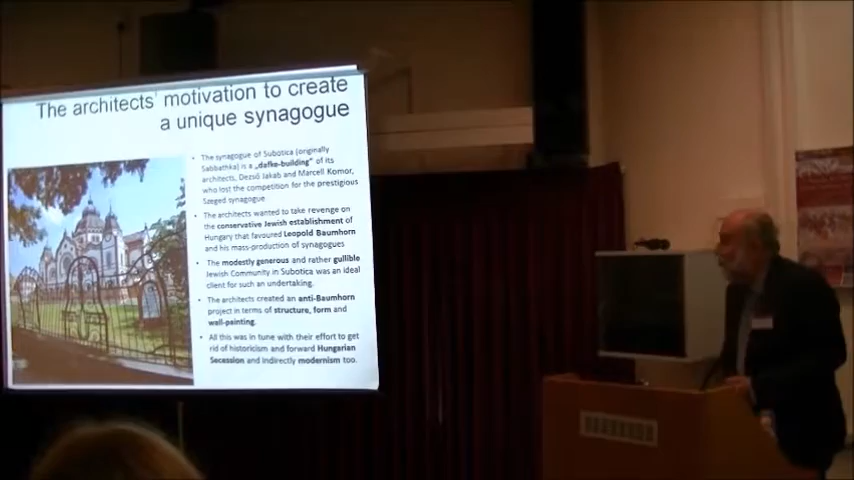 The architects' motivation to create
a unique synagogue
• The synagogue of Subotica (originally
Sabbathka) is a „dafke-building" of its
architects, Dezső Jakab and Marcell Komor,
who lost the competition for the prestigious
Szeged synagogue.
• The architects wanted to take revenge on
the conservative Jewish establishment of
Hungary that favoured Leopold Baumhorn
and his mass-production of synagogues
• The modestly generous and rather gullible
Jewish Community in Subotica was an ideal
client for such an undertaking.
• The architects created an anti-Baumhorn
project in terms of structure, form and
wall-painting.
• All this was in tune with their effort to get
rid of historicism and forward Hungarian
Secession and indirectly modernism too.